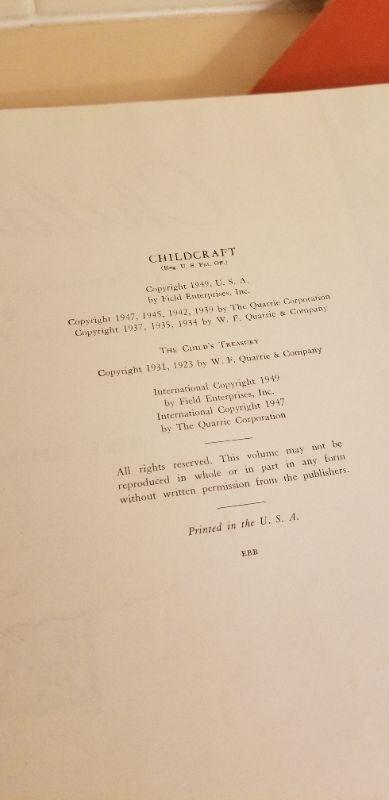 CHILDCRAFT
(Reg. U. S. Pat. Off.)
Copyright 1949, U. S. A.
by Field Enterprises, Inc.
Copyright 1947, 1945, 1942, 1939 by The Quarrie Corporation
Copyright 1937, 1935, 1934 by W. F. Quarrie & Company
The Child's Treasury
Copyright 1931, 1923 by W. F. Quarrie & Company
International Copyright 1949
by Field Enterprises, Inc.
International Copyright 1947
by The Quarrie Corporation
All rights reserved. This volume may not be
reproduced in whole or in part in any form
without written permission from the publishers.
Printed in the U. S. A.
EBB